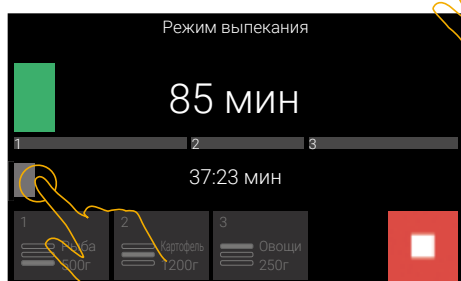 Режим выпекания
85 мин
1 2 3
37:23 мин
1 2 3
Рыба Картофель Овощи
500г 1200г 250г